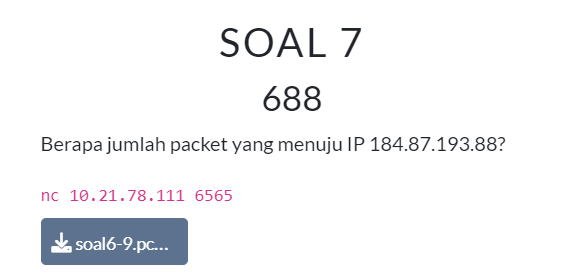 SOAL 7
688
Berapa jumlah packet yang menuju IP 184.87.193.88?
nc 10.21.78.111 6565
soal6-9.pc...